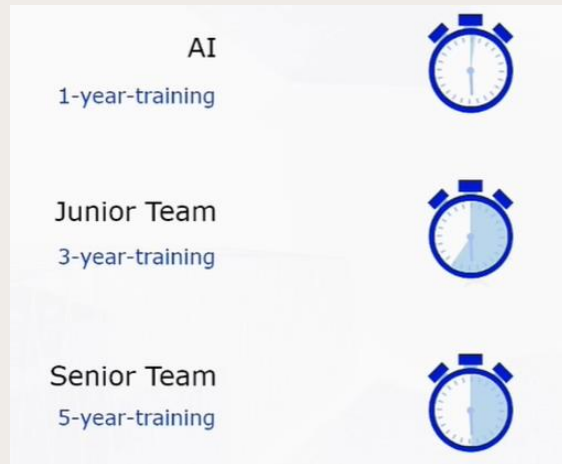 AI
1-year-training
Junior Team
3-year-training
Senior Team
5-year-training